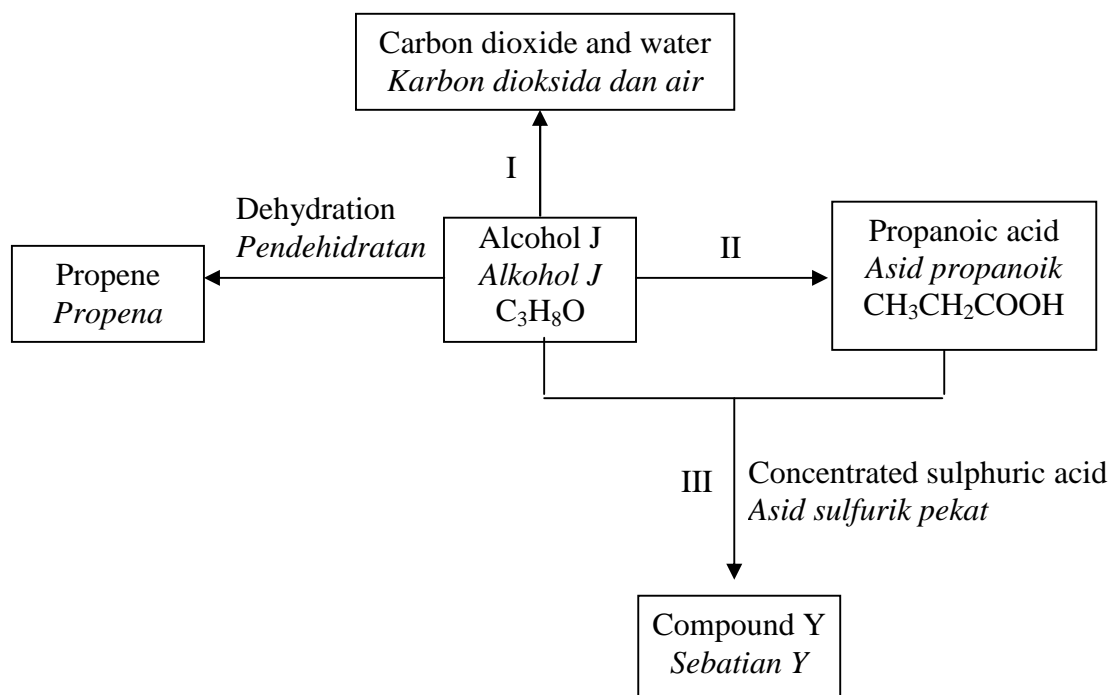 Carbon dioxide and water
Karbon dioksida dan air
I
Dehydration
Pendehidratan
Propene
Propena
Alcohol J
Alkohol J
C₃H₈O
II
Propanoic acid
Asid propanoik
CH₃CH₂COOH
III
Concentrated sulphuric acid
Asid sulfurik pekat
Compound Y
Sebatian Y